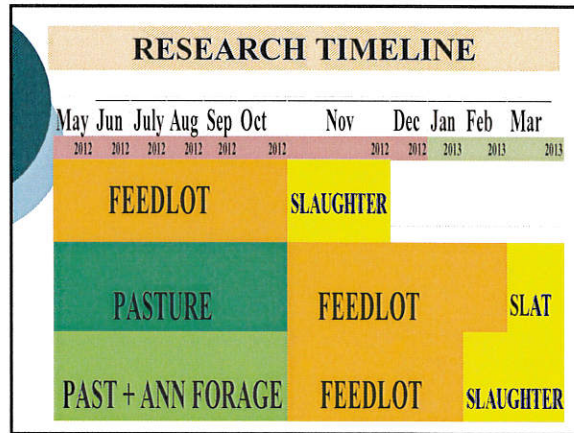 RESEARCH TIMELINE
May Jun July Aug Sep Oct Nov Dec Jan Feb Mar
2012 2012 2012 2012 2012 2012 2012 2012 2013 2013 2013
FEEDLOT SLAUGHTER
PASTURE FEEDLOT SLAT
PAST + ANN FORAGE FEEDLOT SLAUGHTER